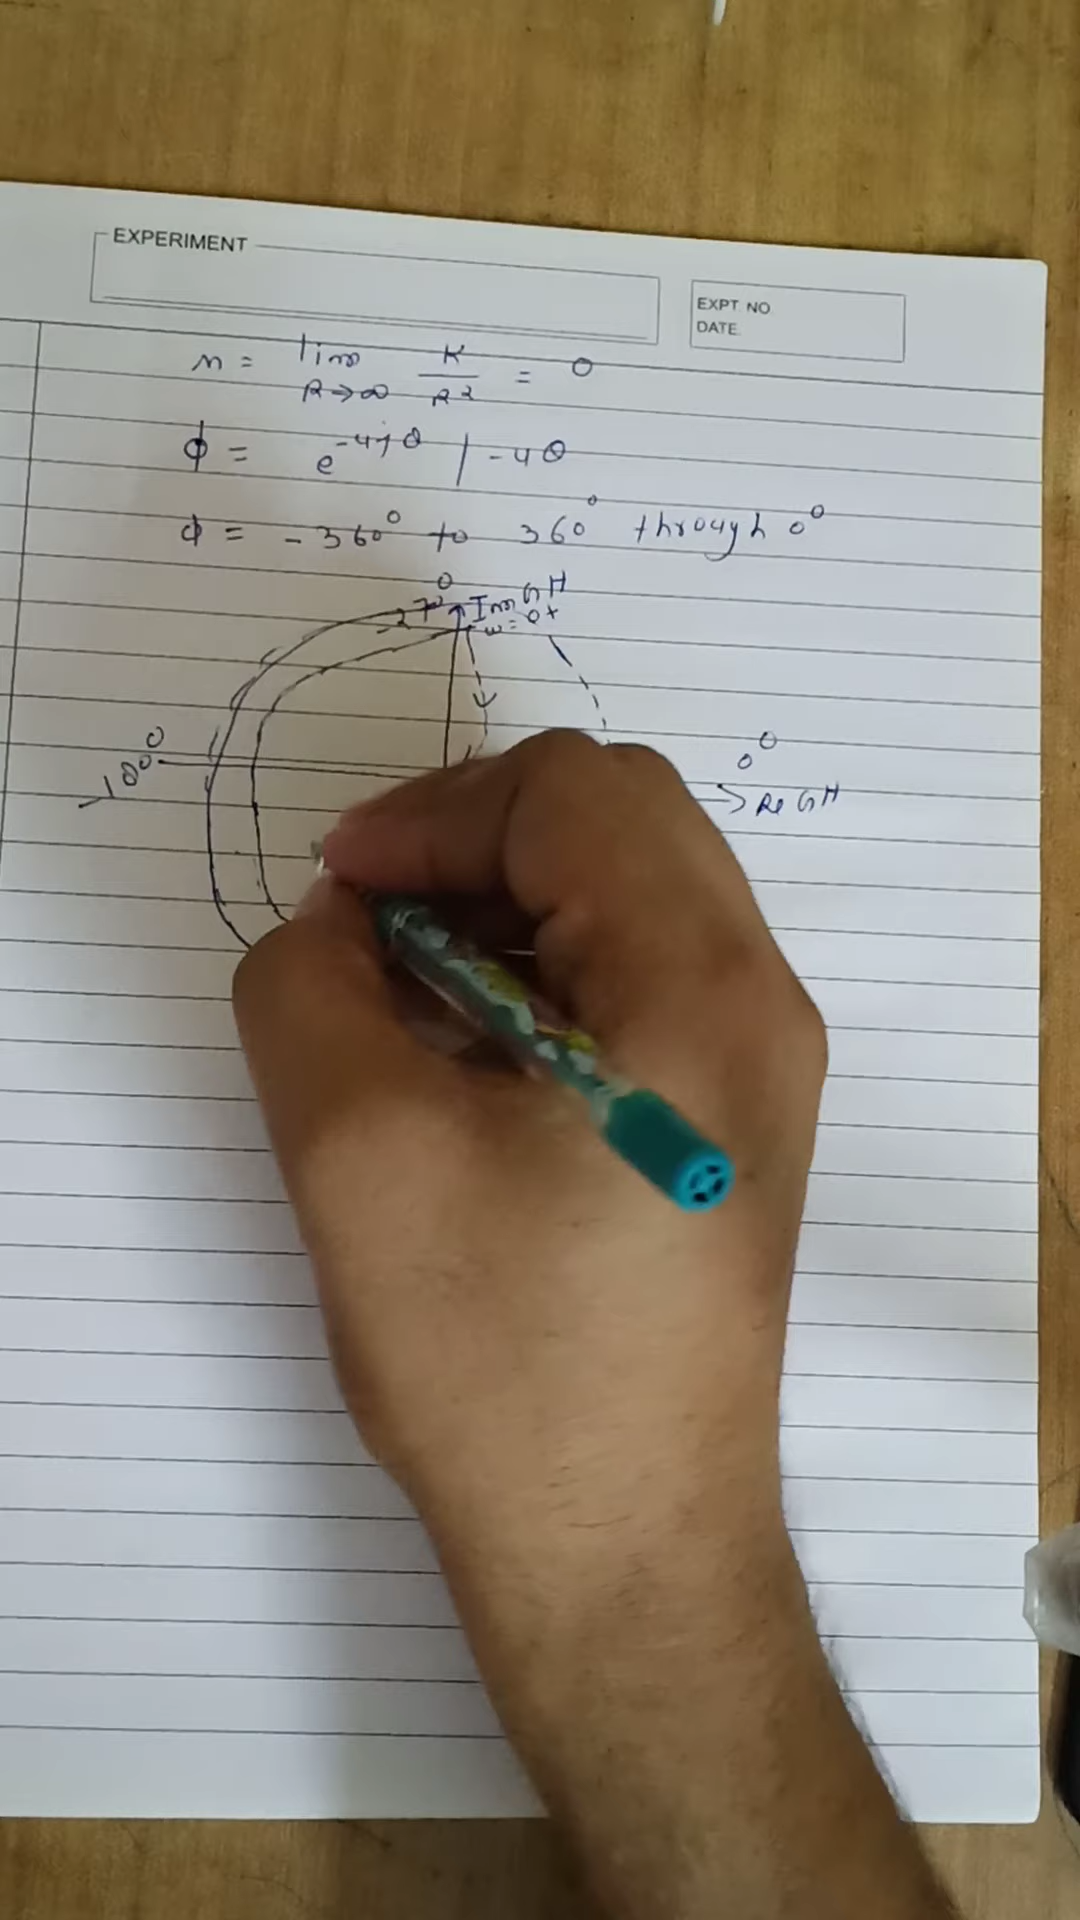 EXPERIMENT
EXPT. NO.
DATE
m = lim R→∞ K/R² = 0
ϕ = e^-4jθ | -4θ
ϕ = -360° to 360° through 0°
-270° Im GH
ω = 0+
0°
-180°
Re GH